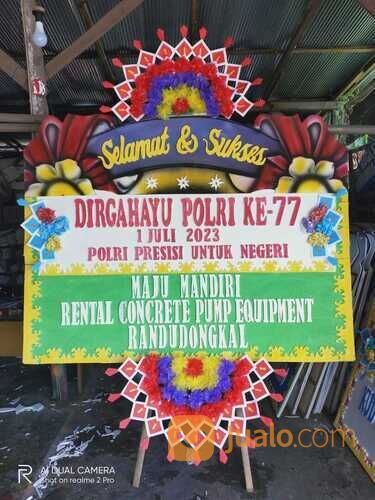 Selamat & Sukses
DIRGAHAYU POLRI KE-77
1 JULI 2023
POLRI PRESISI UNTUK NEGERI
MAJU MANDIRI
RENTAL CONCRETE PUMP EQUIPMENT
RANDUDONGKAL
jualo.com
R AI DUAL CAMERA
Shot on realme 2 Pro